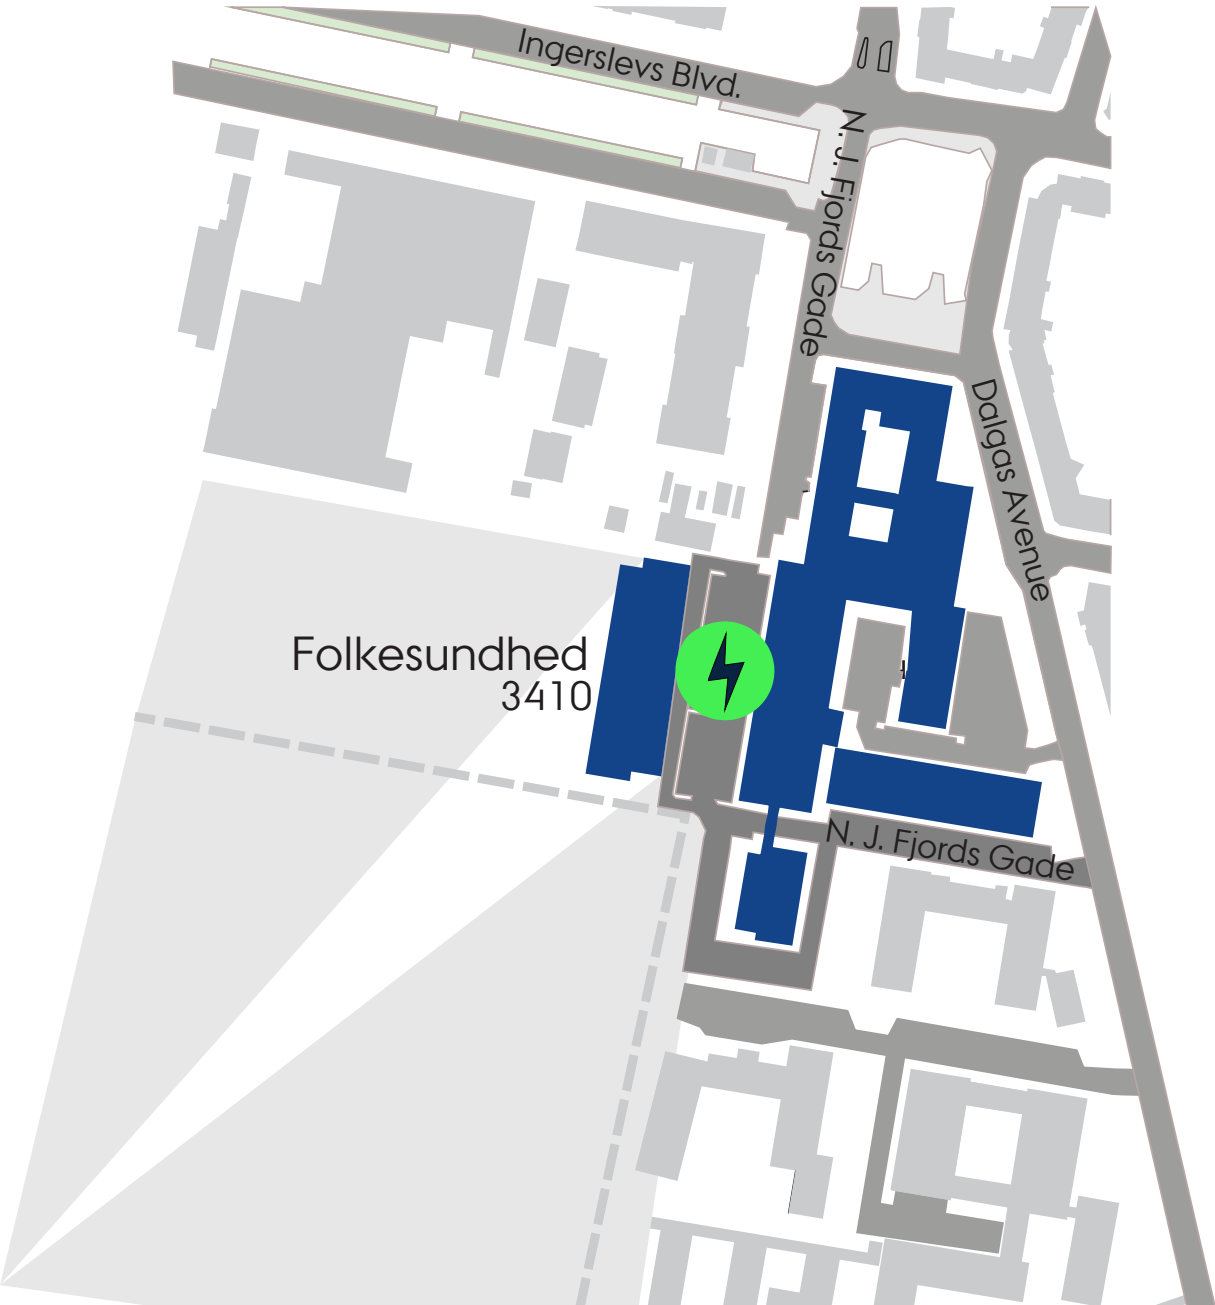 Ingerslevs Blvd.
N. J. Fjords Gade
Dalgas Avenue
Folkesundhed
3410
N. J. Fjords Gade